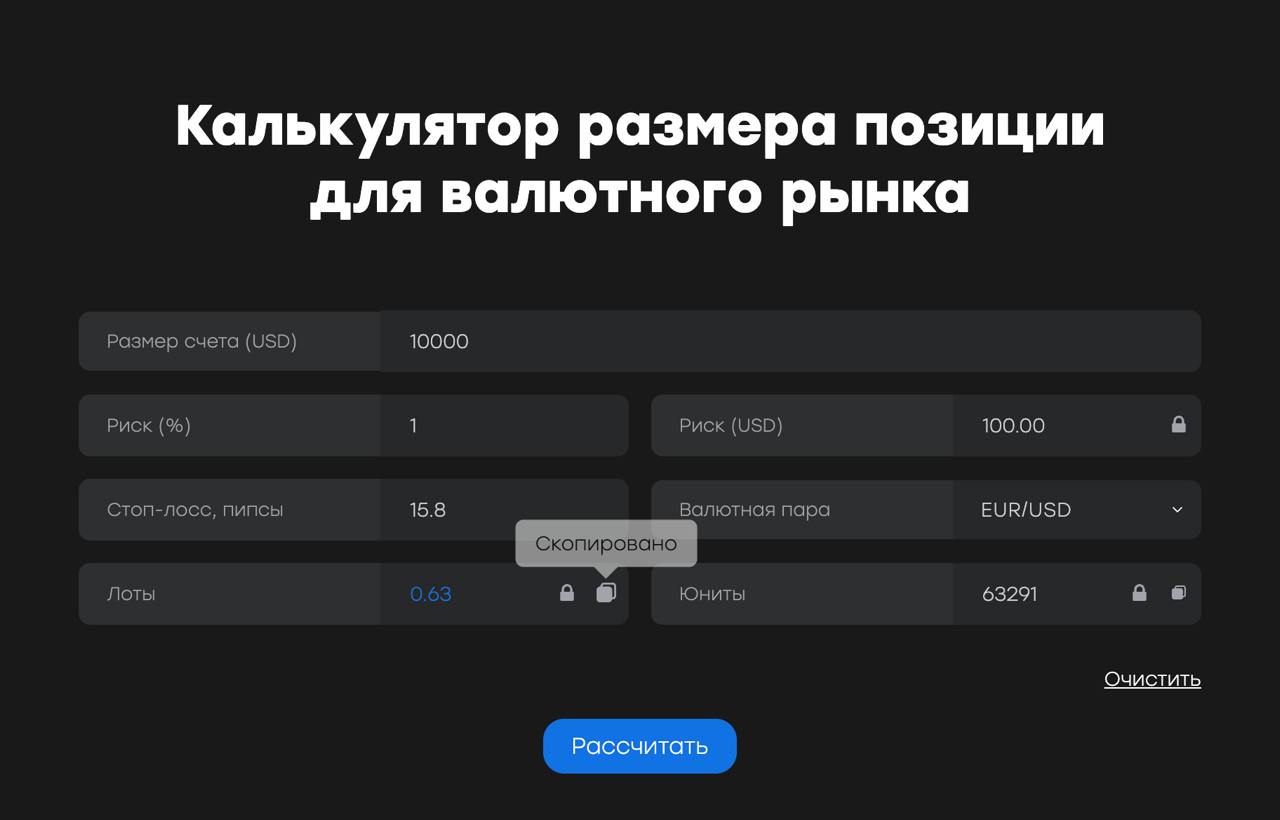 Калькулятор размера позиции
для валютного рынка
Размер счета (USD) 10000
Риск (%) 1 Риск (USD) 100.00
Стоп-лосс, пипсы 15.8 Валютная пара EUR/USD
Скопировано
Лоты 0.63 Юниты 63291
Очистить
Рассчитать